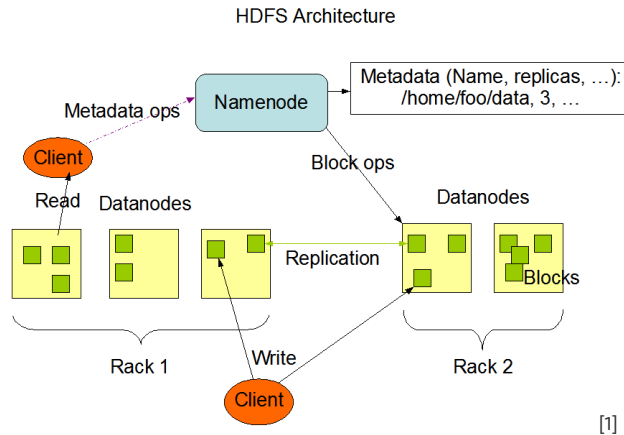 HDFS Architecture
Metadata (Name, replicas, …):
/home/foo/data, 3, …
Namenode
Metadata ops
Client
Block ops
Read
Datanodes
Datanodes
Replication
Blocks
Rack 1
Write
Rack 2
Client
[1]